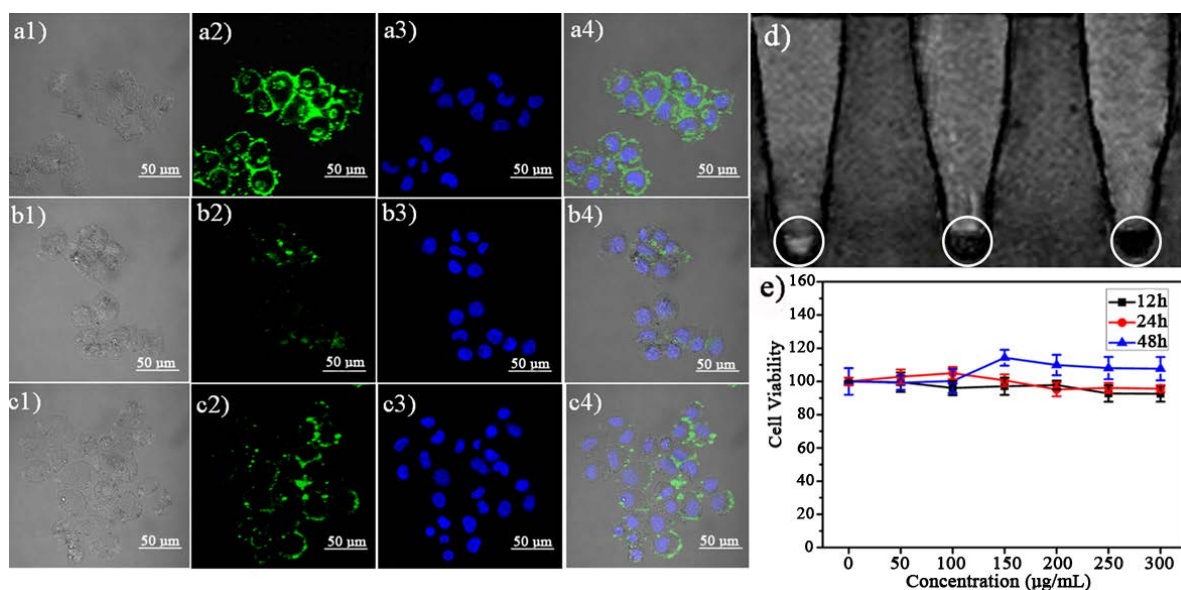 a1) a2) a3) a4) d)
50 µm 50 µm 50 µm 50 µm
b1) b2) b3) b4)
50 µm 50 µm 50 µm 50 µm
c1) c2) c3) c4)
50 µm 50 µm 50 µm 50 µm
e)
160
140
120
100
80
60
40
20
0
Cell Viability
12h
24h
48h
0 50 100 150 200 250 300
Concentration (µg/mL)